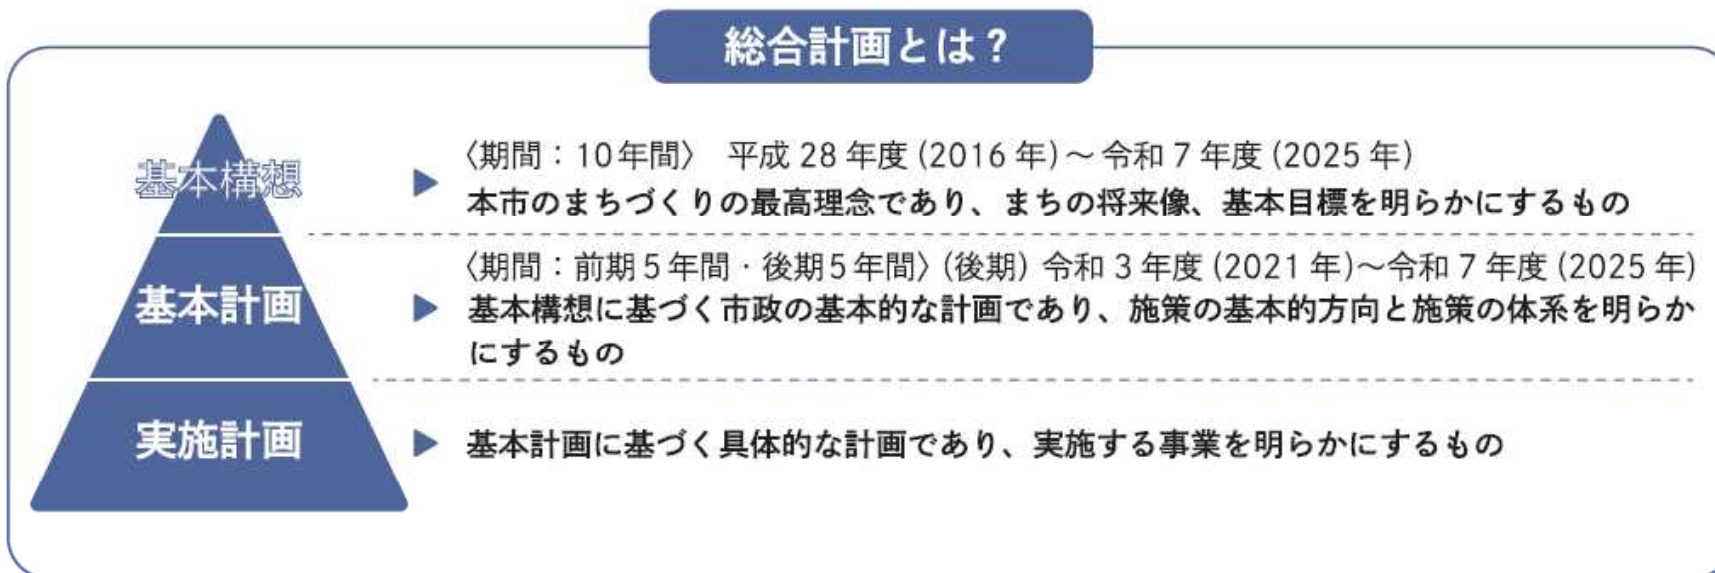 総合計画とは？
基本構想
〈期間：10年間〉 平成 28 年度 (2016 年)～ 令和 7 年度 (2025 年)
本市のまちづくりの最高理念であり、まちの将来像、基本目標を明らかにするもの
〈期間：前期 5 年間・後期5 年間〉(後期) 令和 3 年度 (2021 年)～令和 7 年度 (2025 年)
基本計画
基本構想に基づく市政の基本的な計画であり、施策の基本的方向と施策の体系を明らか
にするもの
実施計画
基本計画に基づく具体的な計画であり、実施する事業を明らかにするもの